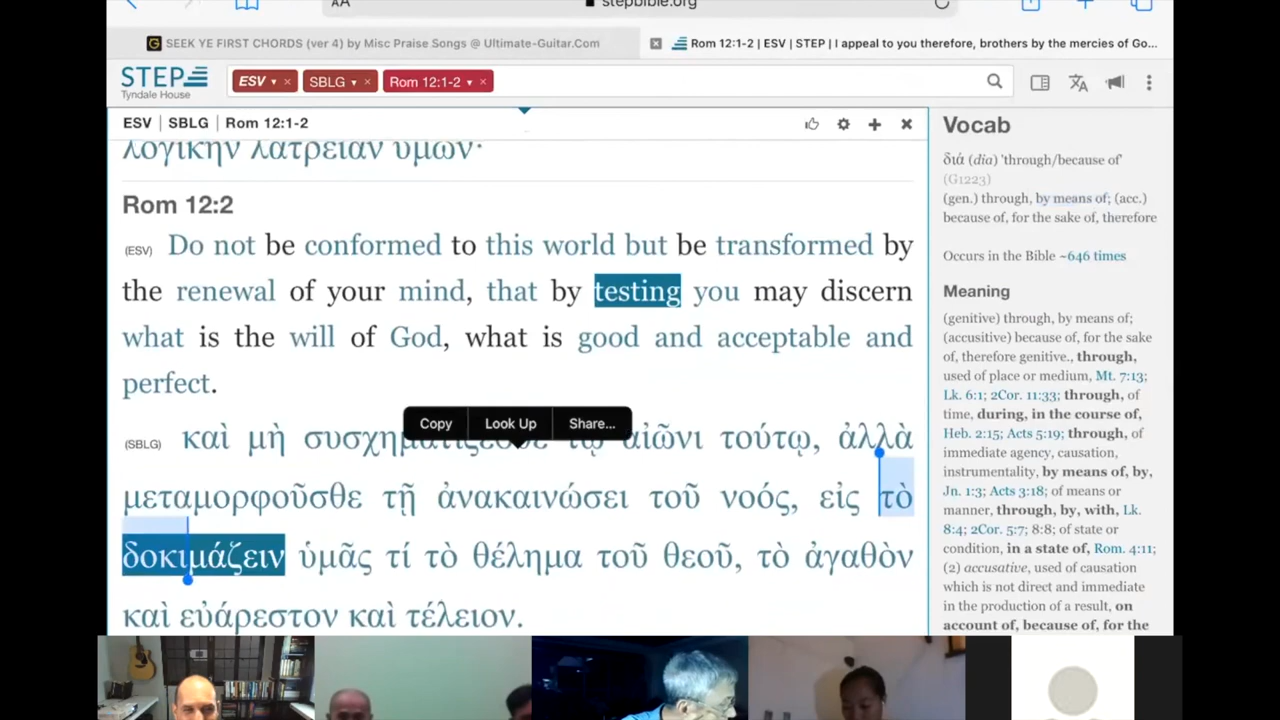 AA
stepbible.org
SEEK YE FIRST CHORDS (ver 4) by Misc Praise Songs @ Ultimate-Guitar.Com
Rom 12:1-2 | ESV | STEP | I appeal to you therefore, brothers by the mercies of Go...
STEP
Tyndale House
ESV
SBLG
Rom 12:1-2
ESV | SBLG | Rom 12:1-2
λογικὴν λατρείαν ὑμῶν·
Rom 12:2
(ESV) Do not be conformed to this world but be transformed by
the renewal of your mind, that by testing you may discern
what is the will of God, what is good and acceptable and
perfect.
Copy Look Up Share...
(SBLG) καὶ μὴ συσχηματίζεσθε τῷ αἰῶνι τούτῳ, ἀλλὰ
μεταμορφοῦσθε τῇ ἀνακαινώσει τοῦ νοός, εἰς τὸ
δοκιμάζειν ὑμᾶς τί τὸ θέλημα τοῦ θεοῦ, τὸ ἀγαθὸν
καὶ εὐάρεστον καὶ τέλειον.
Vocab
διά (dia) 'through/because of'
(G1223)
(gen.) through, by means of; (acc.)
because of, for the sake of, therefore
Occurs in the Bible ~646 times
Meaning
(genitive) through, by means of;
(accusitive) because of, for the sake
of, therefore genitive., through,
used of place or medium, Mt. 7:13;
Lk. 6:1; 2Cor. 11:33; through, of
time, during, in the course of,
Heb. 2:15; Acts 5:19; through, of
immediate agency, causation,
instrumentality, by means of, by,
Jn. 1:3; Acts 3:18; of means or
manner, through, by, with, Lk.
8:4; 2Cor. 5:7; 8:8; of state or
condition, in a state of, Rom. 4:11;
(2) accusative, used of causation
which is not direct and immediate
in the production of a result, on
account of, because of, for the